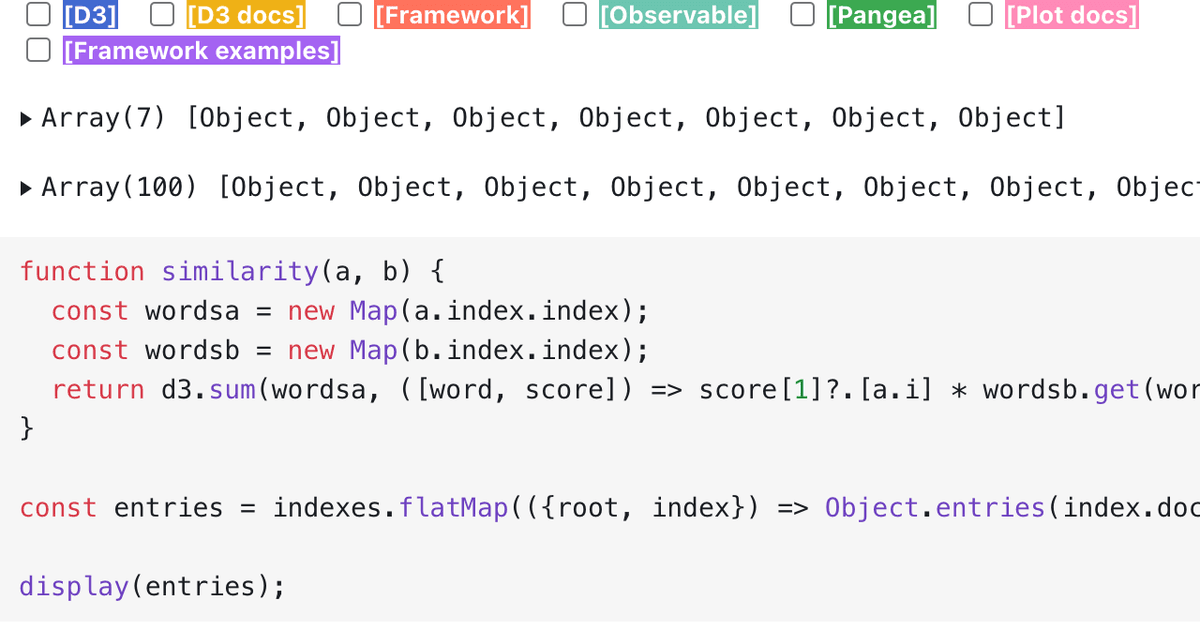 [D3] [D3 docs] [Framework] [Observable] [Pangea] [Plot docs]
[Framework examples]
Array(7) [Object, Object, Object, Object, Object, Object, Object]
Array(100) [Object, Object, Object, Object, Object, Object, Object, Objec
function similarity(a, b) {
  const wordsa = new Map(a.index.index);
  const wordsb = new Map(b.index.index);
  return d3.sum(wordsa, ([word, score]) => score[1]?.[a.i] * wordsb.get(wor
}
const entries = indexes.flatMap(({root, index}) => Object.entries(index.doc
display(entries);